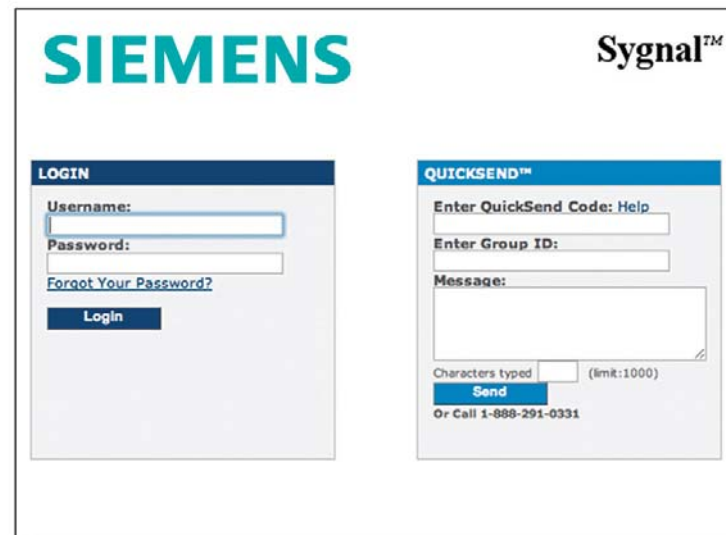 SIEMENS
Sygnal™
LOGIN
Username:
Password:
Forgot Your Password?
Login
QUICKSEND™
Enter QuickSend Code: Help
Enter Group ID:
Message:
Characters typed (limit:1000)
Send
Or Call 1-888-291-0331